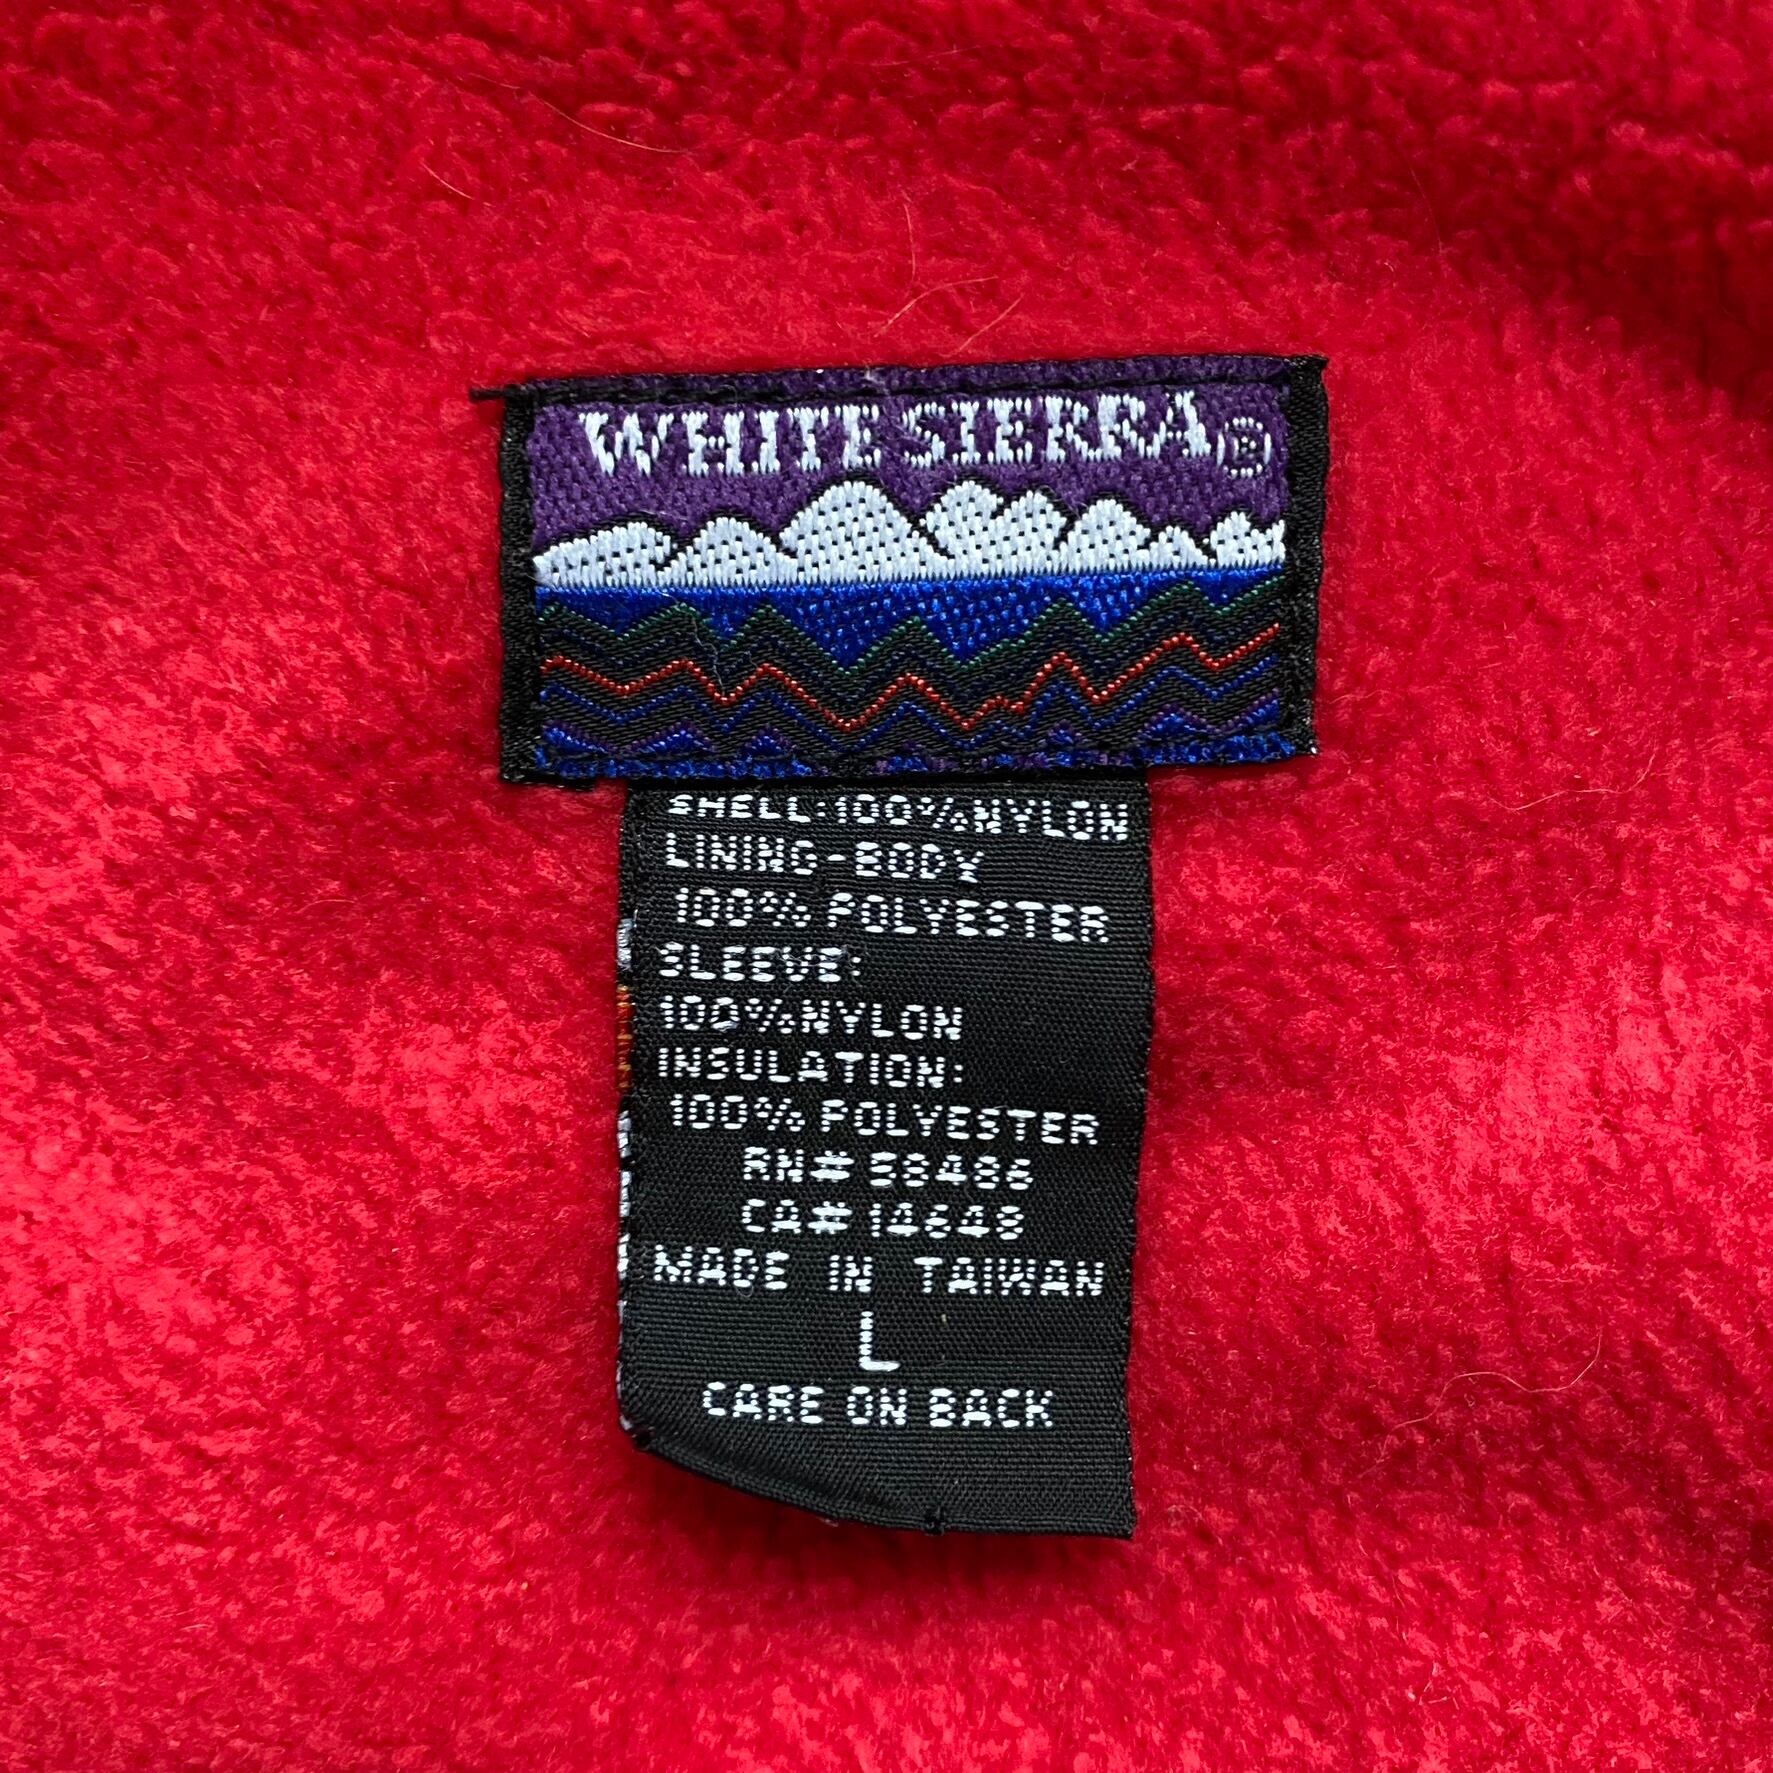 WHITE SIERRA ®
SHELL:100%NYLON
LINING-BODY
100% POLYESTER
SLEEVE:
100%NYLON
INSULATION:
100% POLYESTER
RN# 58486
CA# 14648
MADE IN TAIWAN
L
CARE ON BACK